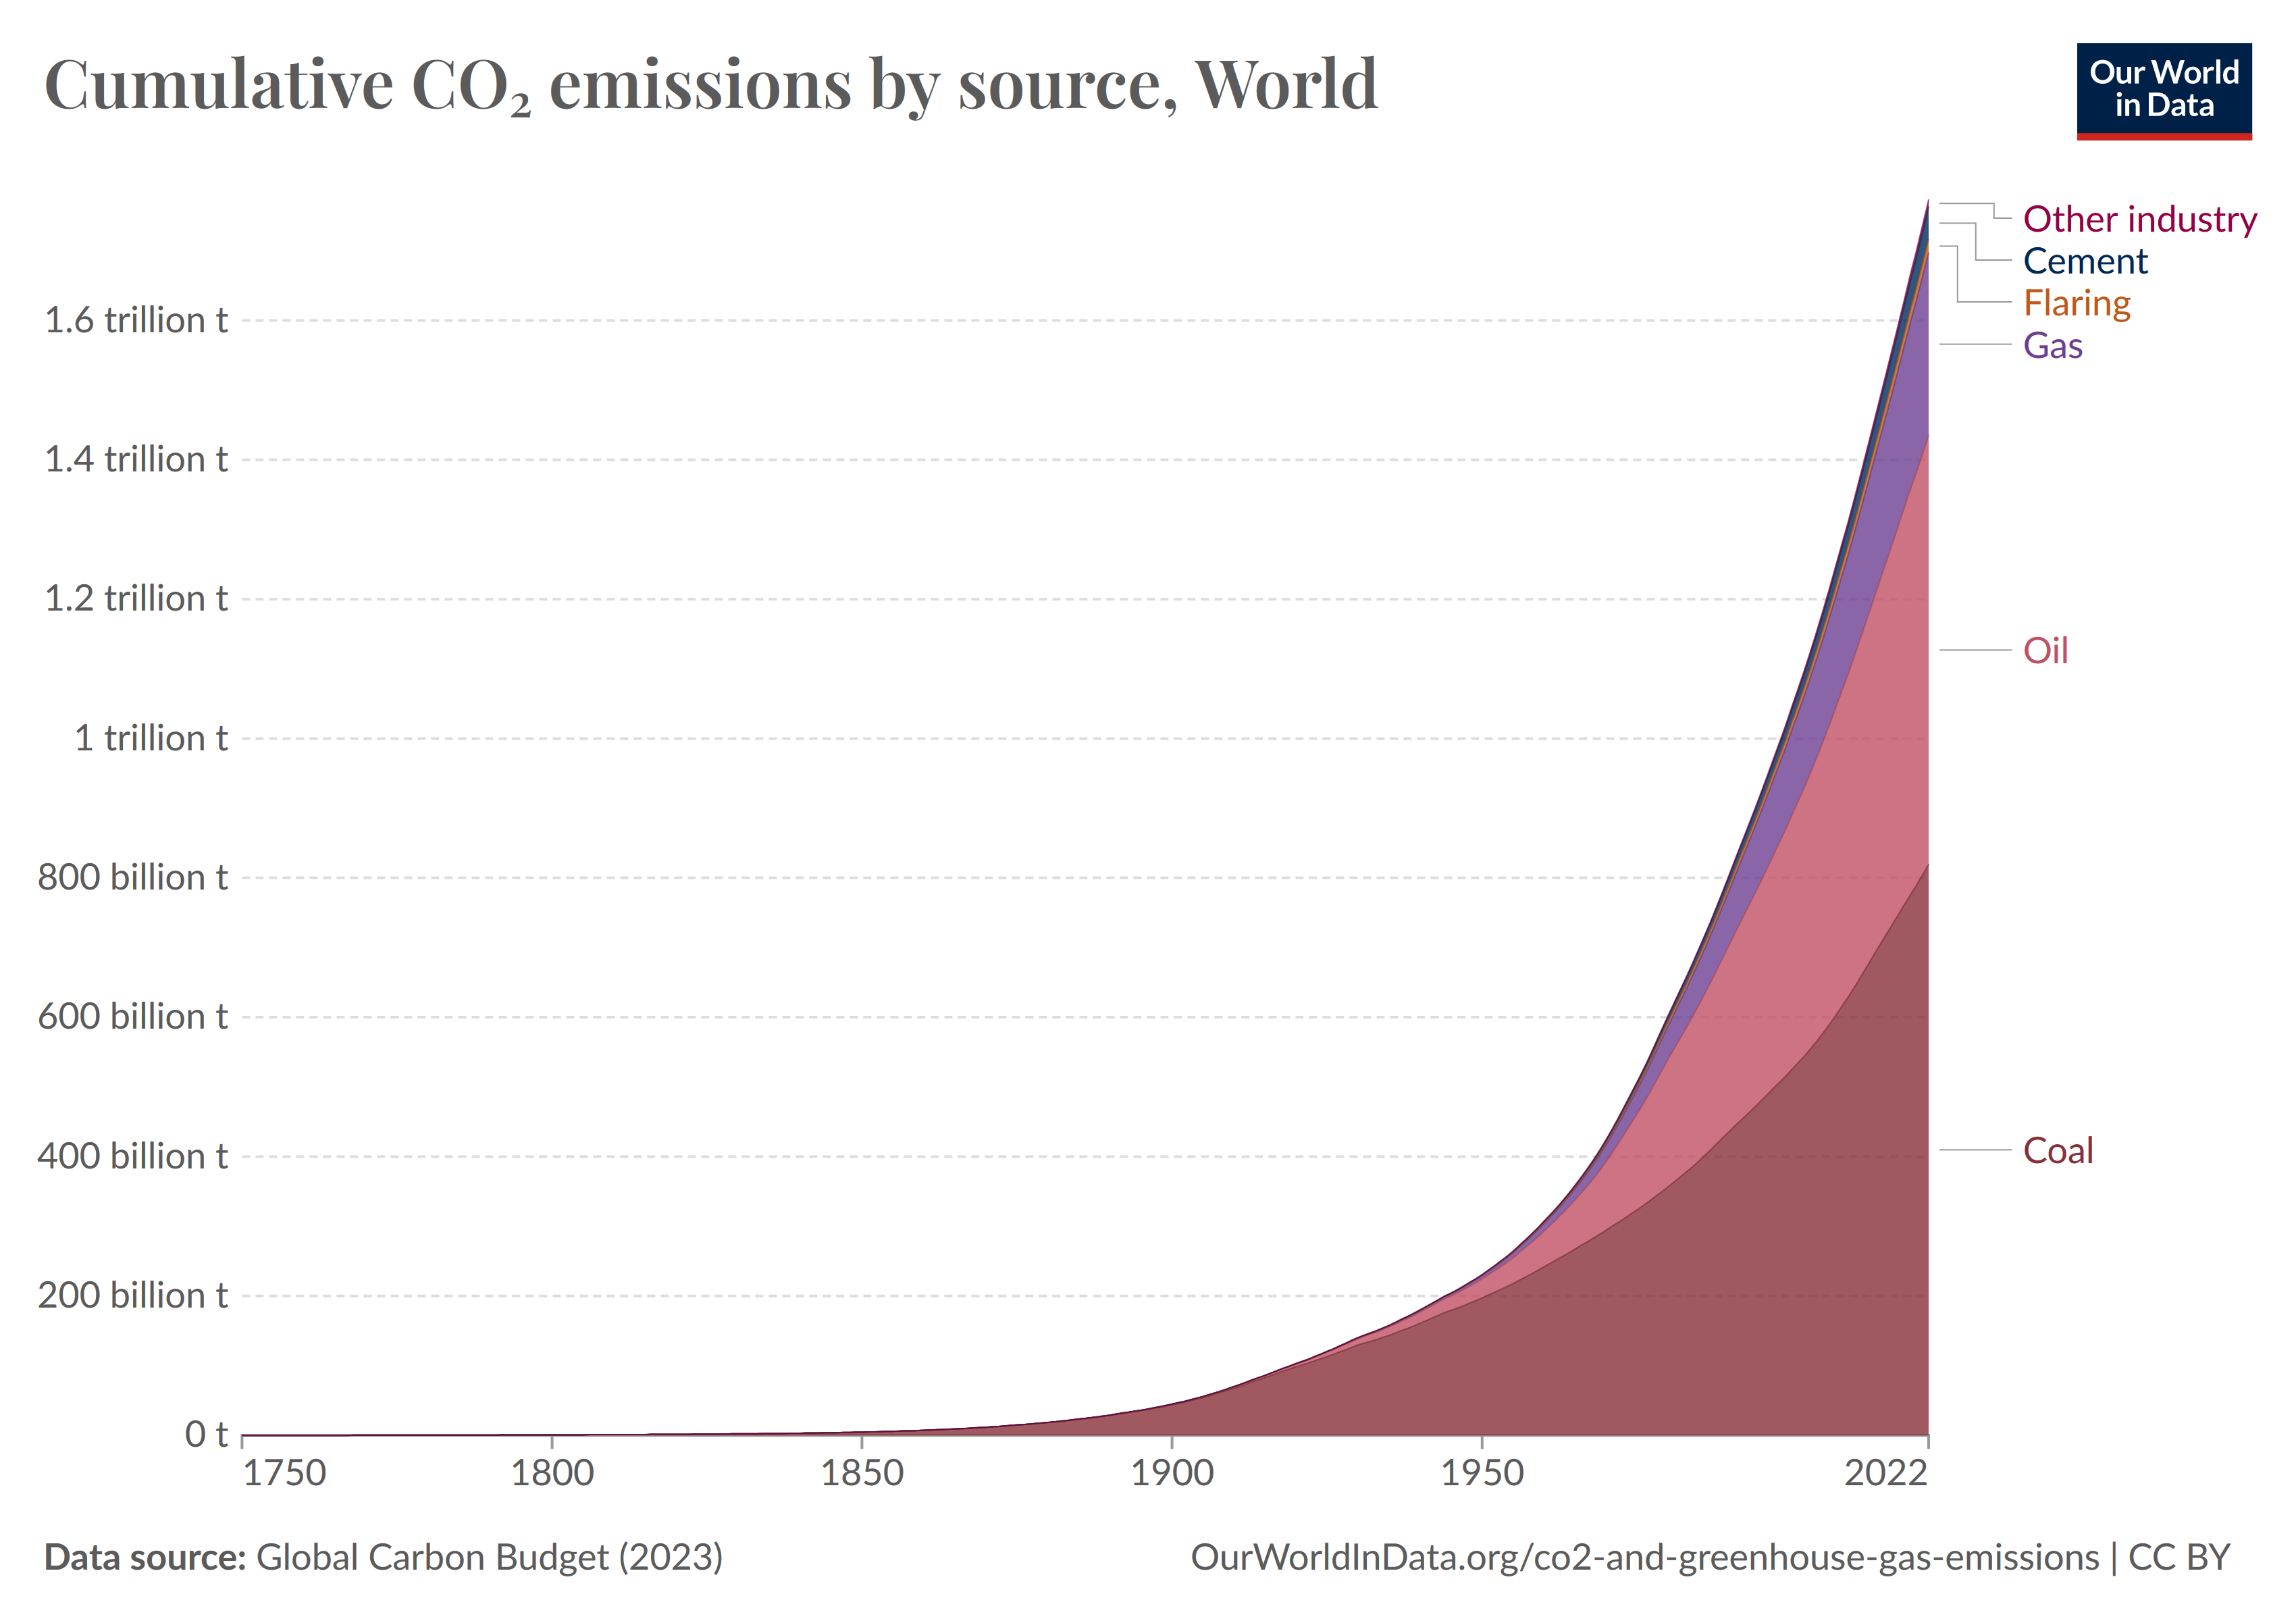 Cumulative CO₂ emissions by source, World
Our World
in Data
Other industry
Cement
Flaring
Gas
Oil
Coal
1.6 trillion t
1.4 trillion t
1.2 trillion t
1 trillion t
800 billion t
600 billion t
400 billion t
200 billion t
0 t
1750 1800 1850 1900 1950 2022
Data source: Global Carbon Budget (2023)
OurWorldInData.org/co2-and-greenhouse-gas-emissions | CC BY